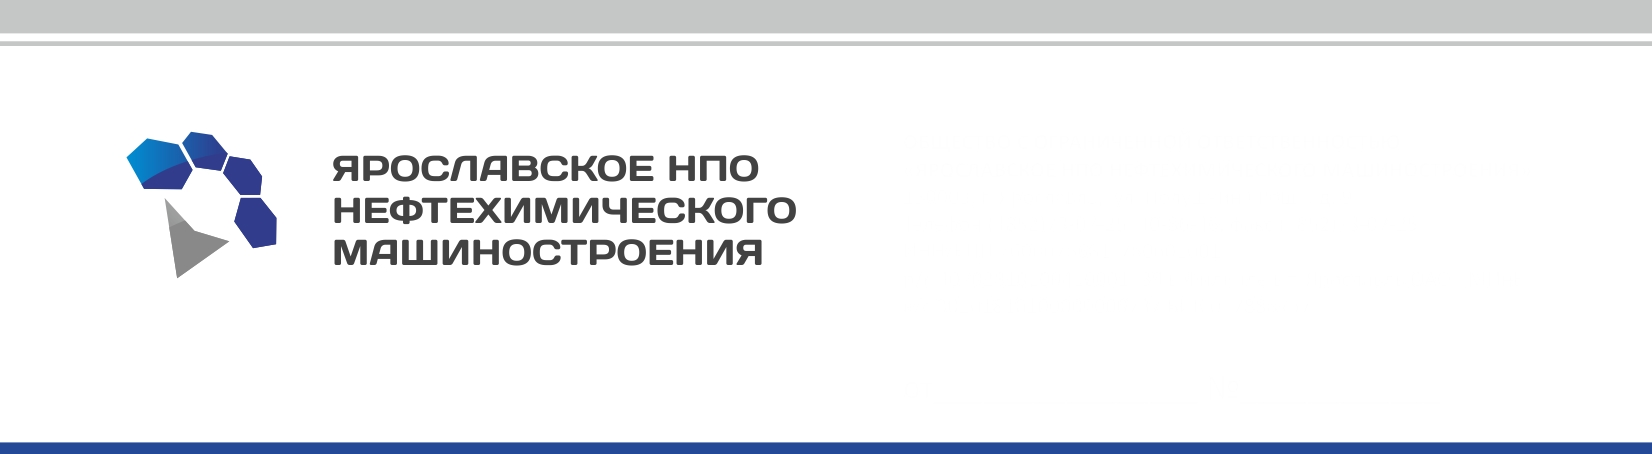 ЯРОСЛАВСКОЕ НПО
НЕФТЕХИМИЧЕСКОГО
МАШИНОСТРОЕНИЯ